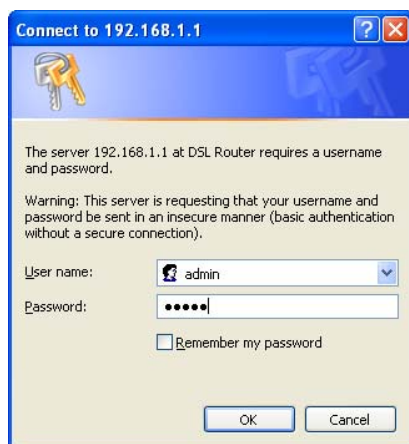 Connect to 192.168.1.1
The server 192.168.1.1 at DSL Router requires a username
and password.
Warning: This server is requesting that your username and
password be sent in an insecure manner (basic authentication
without a secure connection).
User name:
admin
Password:
•••••
Remember my password
OK
Cancel